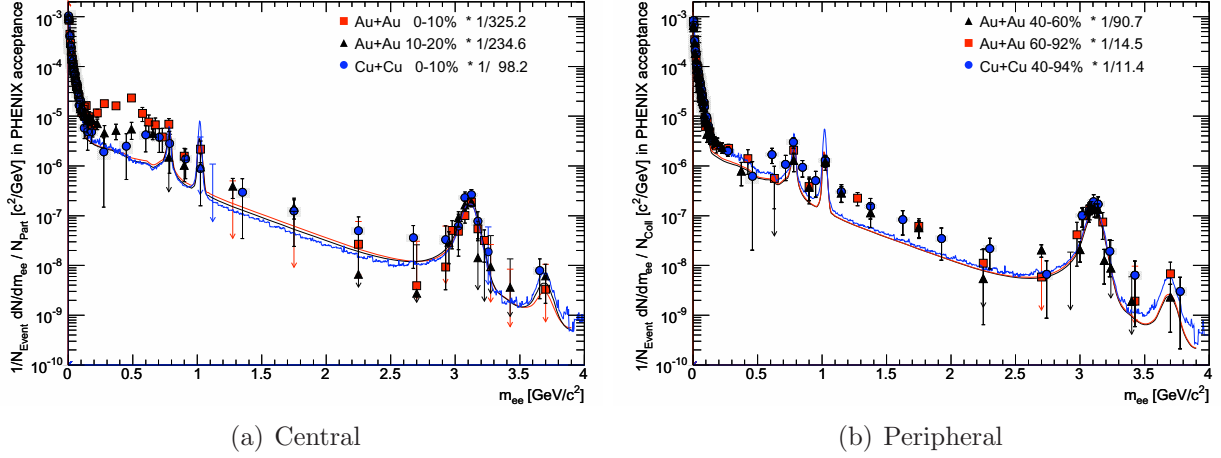 1/N_Event dN/dm_ee / N_Part [c²/GeV] in PHENIX acceptance
10⁻³
10⁻⁴
10⁻⁵
10⁻⁶
10⁻⁷
10⁻⁸
10⁻⁹
10⁻¹⁰
Au+Au 0-10% * 1/325.2
Au+Au 10-20% * 1/234.6
Cu+Cu 0-10% * 1/ 98.2
0 0.5 1 1.5 2 2.5 3 3.5 4
m_ee [GeV/c²]
(a) Central
1/N_Event dN/dm_ee / N_Coll [c²/GeV] in PHENIX acceptance
10⁻³
10⁻⁴
10⁻⁵
10⁻⁶
10⁻⁷
10⁻⁸
10⁻⁹
10⁻¹⁰
Au+Au 40-60% * 1/90.7
Au+Au 60-92% * 1/14.5
Cu+Cu 40-94% * 1/11.4
0 0.5 1 1.5 2 2.5 3 3.5 4
m_ee [GeV/c²]
(b) Peripheral